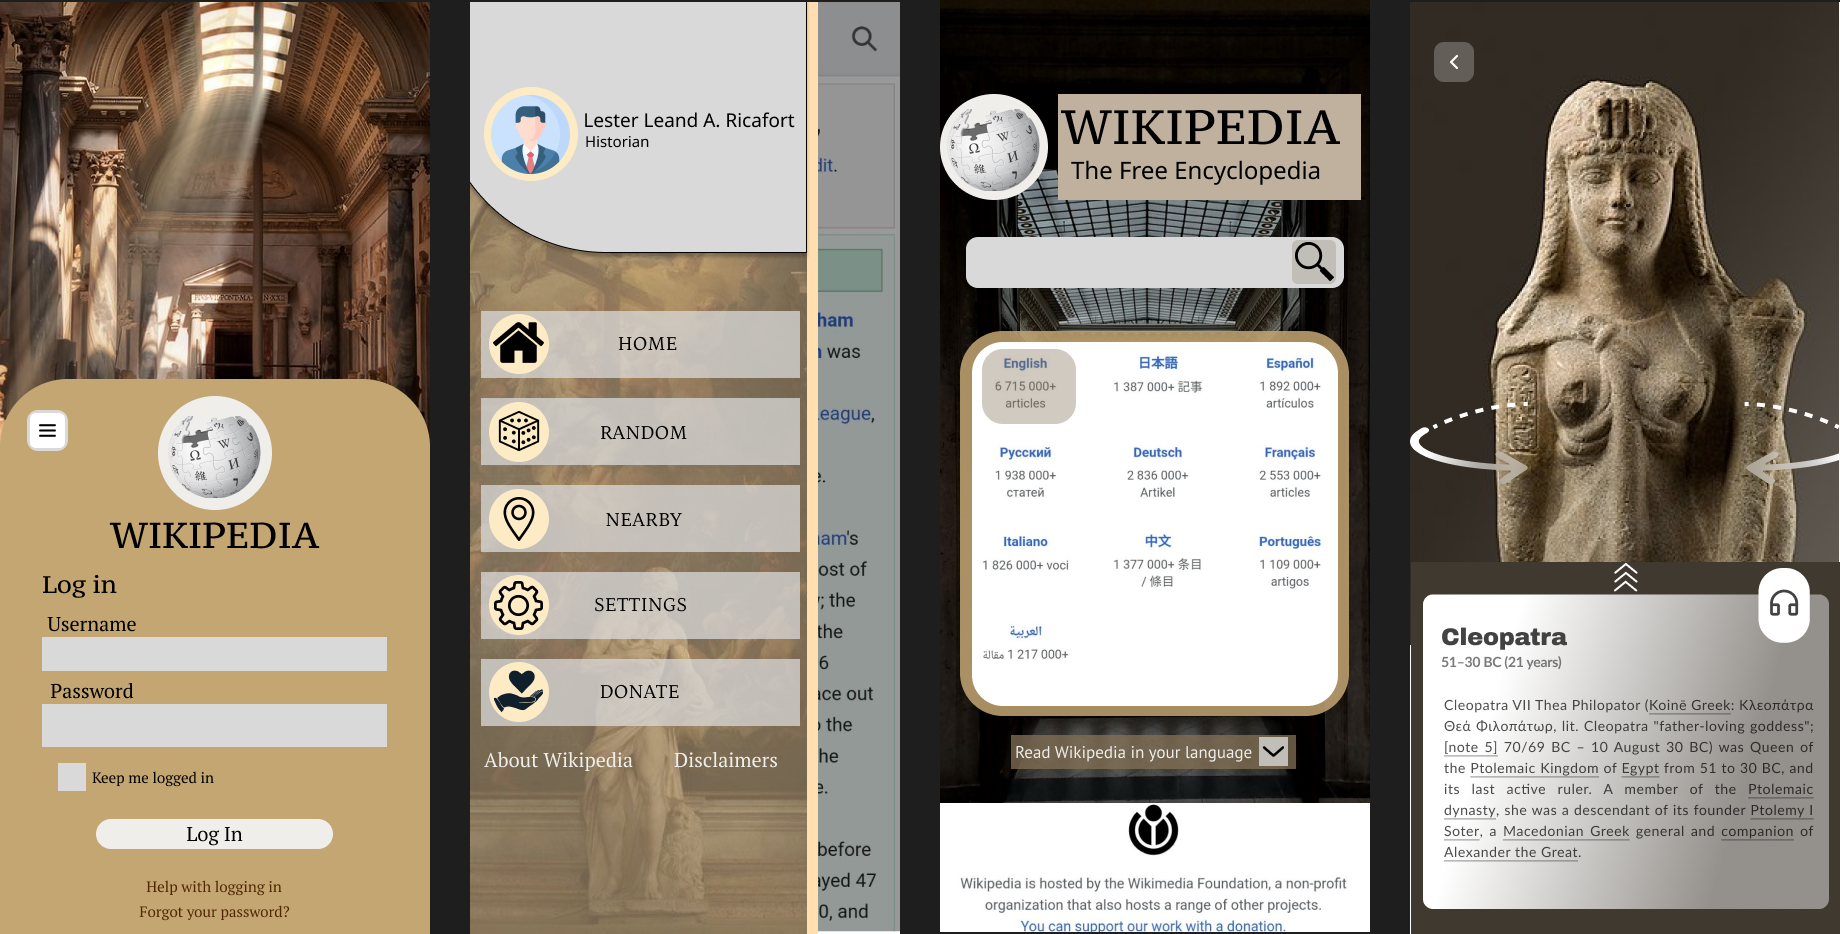 WIKIPEDIA
Log in
Username
Password
Keep me logged in
Log In
Help with logging in
Forgot your password?
Lester Leand A. Ricafort
Historian
HOME
RANDOM
NEARBY
SETTINGS
DONATE
About Wikipedia
Disclaimers
dit.
ham
was
eague,
e.
am's
ost of
; the
the
6
ace out
the
he
e.
before
ayed 47
0, and
WIKIPEDIA
The Free Encyclopedia
English
6 715 000+
articles
日本語
1 387 000+ 記事
Español
1 892 000+
artículos
Русский
1 938 000+
статей
Deutsch
2 836 000+
Artikel
Français
2 553 000+
articles
Italiano
1 826 000+ voci
中文
1 377 000+ 条目
/ 條目
Português
1 109 000+
artigos
العربية
1 217 000+ مقالة
Read Wikipedia in your language
Wikipedia is hosted by the Wikimedia Foundation, a non-profit
organization that also hosts a range of other projects.
You can support our work with a donation.
Cleopatra
51–30 BC (21 years)
Cleopatra VII Thea Philopator (Koinē Greek: Κλεοπάτρα
Θεά Φιλοπάτωρ, lit. Cleopatra "father-loving goddess";
[note 5] 70/69 BC – 10 August 30 BC) was Queen of
the Ptolemaic Kingdom of Egypt from 51 to 30 BC, and
its last active ruler. A member of the Ptolemaic
dynasty, she was a descendant of its founder Ptolemy I
Soter, a Macedonian Greek general and companion of
Alexander the Great.